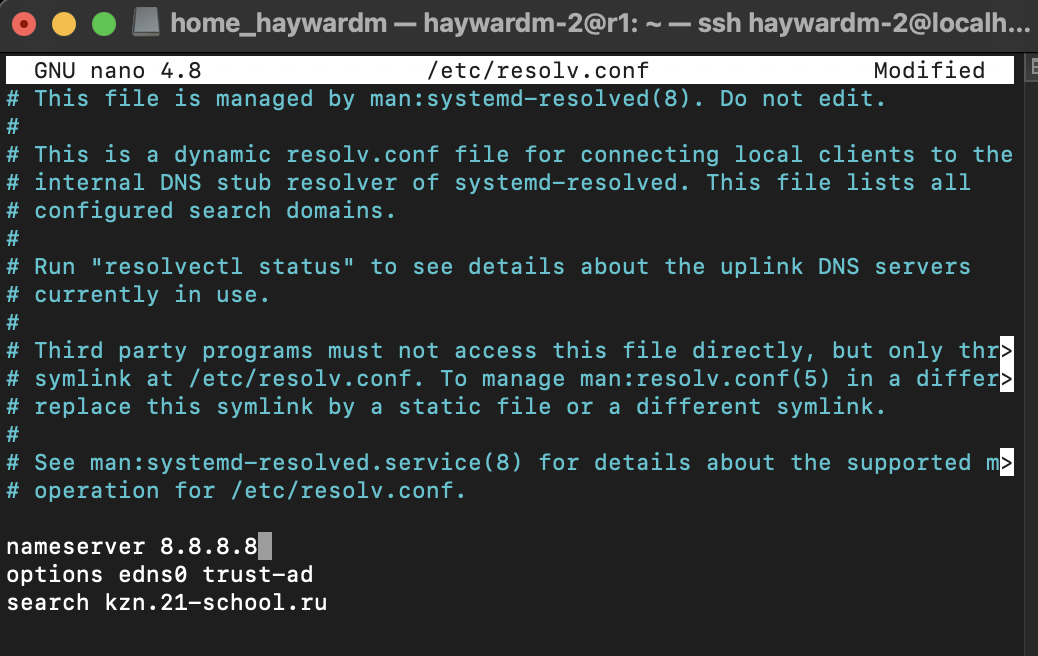 home_haywardm — haywardm-2@r1: ~ — ssh haywardm-2@localh...
GNU nano 4.8 /etc/resolv.conf Modified
# This file is managed by man:systemd-resolved(8). Do not edit.
#
# This is a dynamic resolv.conf file for connecting local clients to the
# internal DNS stub resolver of systemd-resolved. This file lists all
# configured search domains.
#
# Run "resolvectl status" to see details about the uplink DNS servers
# currently in use.
#
# Third party programs must not access this file directly, but only thr>
# symlink at /etc/resolv.conf. To manage man:resolv.conf(5) in a differ>
# replace this symlink by a static file or a different symlink.
#
# See man:systemd-resolved.service(8) for details about the supported m>
# operation for /etc/resolv.conf.
nameserver 8.8.8.8
options edns0 trust-ad
search kzn.21-school.ru